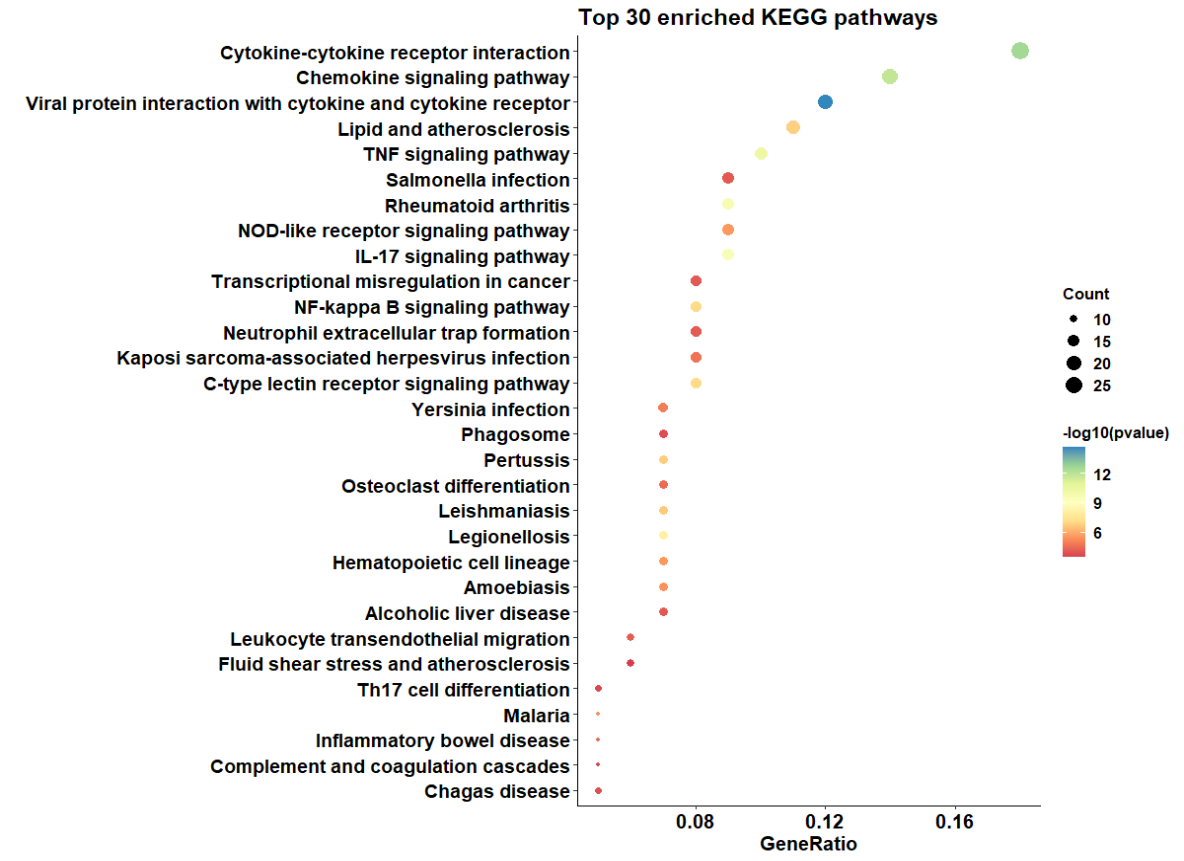 Top 30 enriched KEGG pathways
Cytokine-cytokine receptor interaction
Chemokine signaling pathway
Viral protein interaction with cytokine and cytokine receptor
Lipid and atherosclerosis
TNF signaling pathway
Salmonella infection
Rheumatoid arthritis
NOD-like receptor signaling pathway
IL-17 signaling pathway
Transcriptional misregulation in cancer
NF-kappa B signaling pathway
Neutrophil extracellular trap formation
Kaposi sarcoma-associated herpesvirus infection
C-type lectin receptor signaling pathway
Yersinia infection
Phagosome
Pertussis
Osteoclast differentiation
Leishmaniasis
Legionellosis
Hematopoietic cell lineage
Amoebiasis
Alcoholic liver disease
Leukocyte transendothelial migration
Fluid shear stress and atherosclerosis
Th17 cell differentiation
Malaria
Inflammatory bowel disease
Complement and coagulation cascades
Chagas disease
0.08 0.12 0.16
GeneRatio
Count
10
15
20
25
-log10(pvalue)
12
9
6